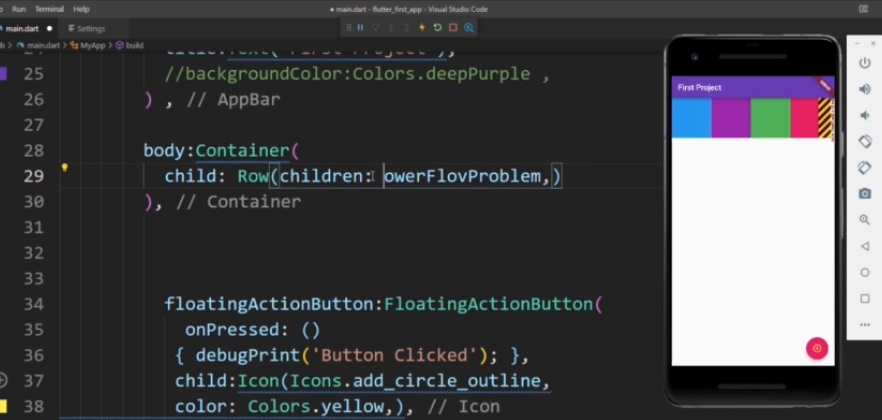 Run Terminal Help
● main.dart - flutter_first_app - Visual Studio Code
main.dart ●
Settings
main.dart > MyApp > build
24 title:Text('First Project'),
25 //backgroundColor:Colors.deepPurple ,
26 ) , // AppBar
27
28 body:Container(
29 child: Row(children: owerFlovProblem,)
30 ), // Container
31
32
33
34 floatingActionButton:FloatingActionButton(
35 onPressed: ()
36 { debugPrint('Button Clicked'); },
37 child:Icon(Icons.add_circle_outline,
38 color: Colors.yellow,), // Icon
First Project